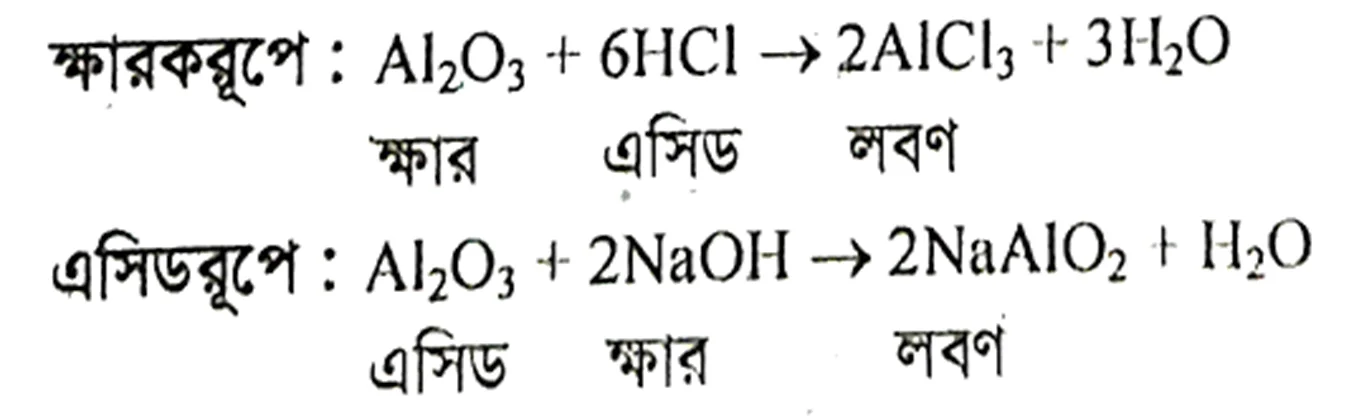 ক্ষারকরূপে : Al₂O₃ + 6HCl → 2AlCl₃ + 3H₂O
ক্ষার এসিড লবণ
এসিডরূপে : Al₂O₃ + 2NaOH → 2NaAlO₂ + H₂O
এসিড ক্ষার লবণ